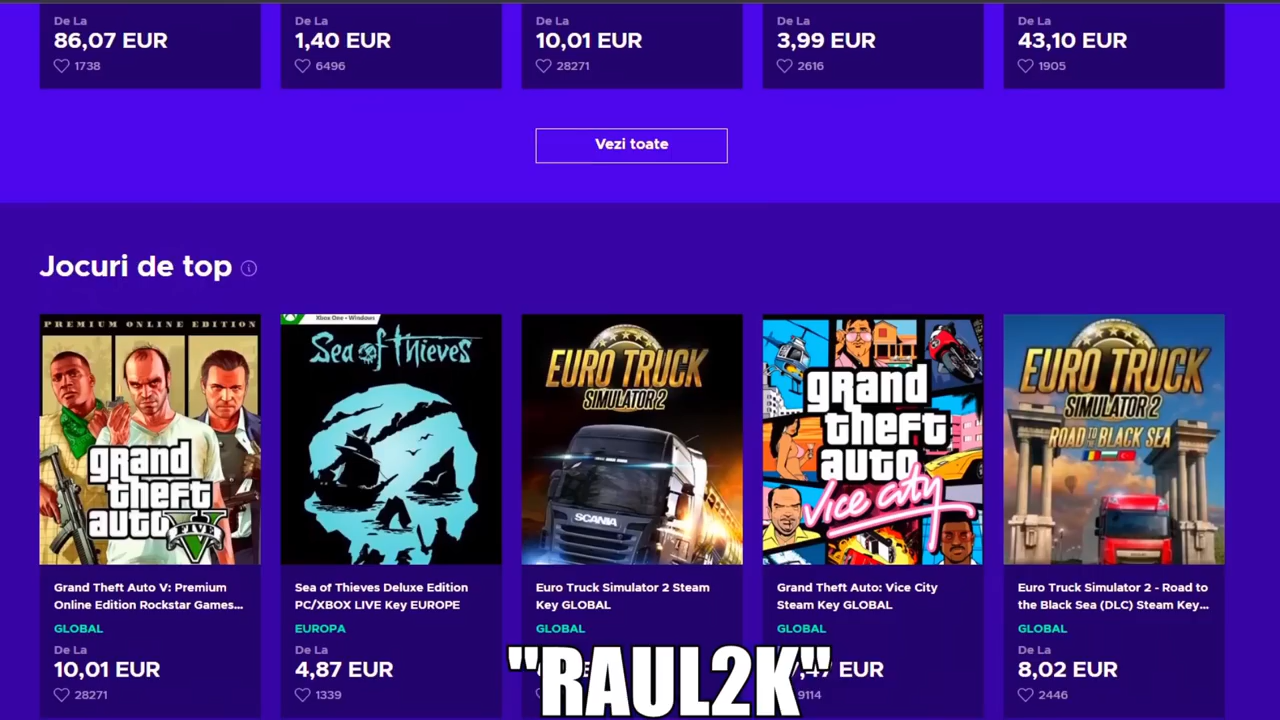 De La
De La
De La
De La
De La
86,07 EUR
1,40 EUR
10,01 EUR
3,99 EUR
43,10 EUR
1738
6496
28271
2616
1905
Vezi toate
Jocuri de top
PREMIUM ONLINE EDITION
grand
theft
auto
FIVE
Xbox One • Windows
Sea of Thieves
EURO TRUCK
SIMULATOR 2
SCANIA
grand
theft
auto
vice city
EURO TRUCK
SIMULATOR 2
ROAD TO THE BLACK SEA
Grand Theft Auto V: Premium
Online Edition Rockstar Games...
GLOBAL
De La
10,01 EUR
28271
Sea of Thieves Deluxe Edition
PC/XBOX LIVE Key EUROPE
EUROPA
De La
4,87 EUR
1339
Euro Truck Simulator 2 Steam
Key GLOBAL
GLOBAL
Grand Theft Auto: Vice City
Steam Key GLOBAL
GLOBAL
EUR
9114
Euro Truck Simulator 2 - Road to
the Black Sea (DLC) Steam Key...
GLOBAL
De La
8,02 EUR
2446
"RAUL2K"